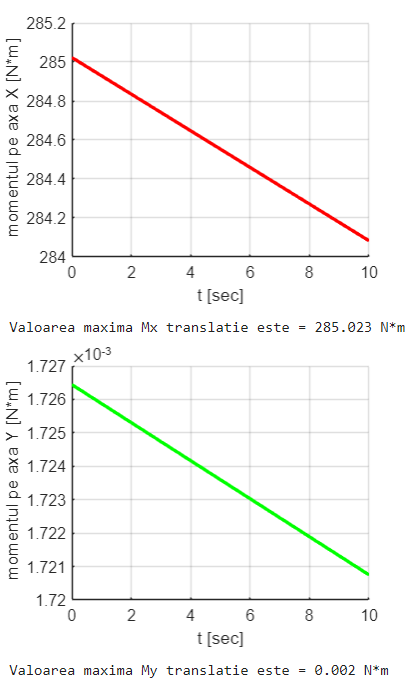 285.2
285
284.8
284.6
284.4
284.2
284
momentul pe axa X [N*m]
0 2 4 6 8 10
t [sec]
Valoarea maxima Mx translatie este = 285.023 N*m
×10⁻³
1.727
1.726
1.725
1.724
1.723
1.722
1.721
1.72
momentul pe axa Y [N*m]
0 2 4 6 8 10
t [sec]
Valoarea maxima My translatie este = 0.002 N*m